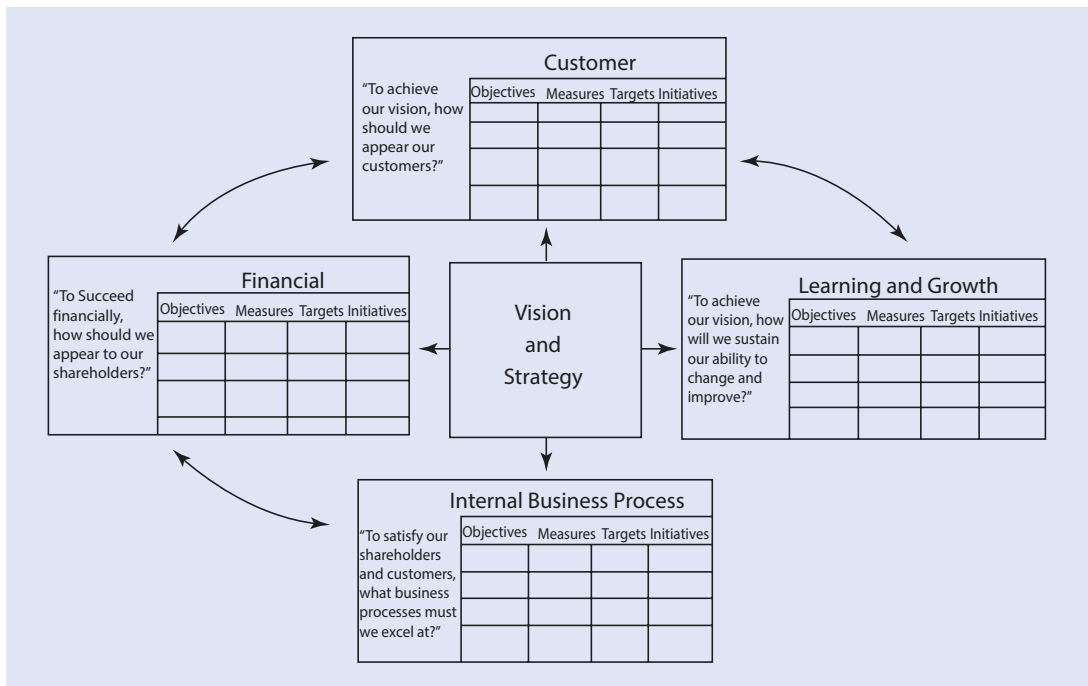 Customer
“To achieve
our vision, how
should we
appear our
customers?”
Objectives Measures Targets Initiatives
Financial
“To Succeed
financially,
how should we
appear to our
shareholders?”
Objectives Measures Targets Initiatives
Vision
and
Strategy
Learning and Growth
“To achieve
our vision, how
will we sustain
our ability to
change and
improve?”
Objectives Measures Targets Initiatives
Internal Business Process
“To satisfy our
shareholders
and customers,
what business
processes must
we excel at?”
Objectives Measures Targets Initiatives